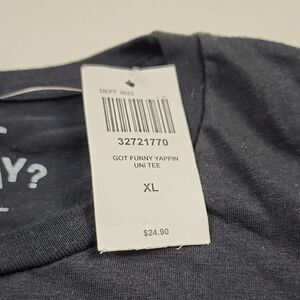 DEPT
32721770
GOT FUNNY YAPPIN
UNI TEE
XL
$24.90
Y?